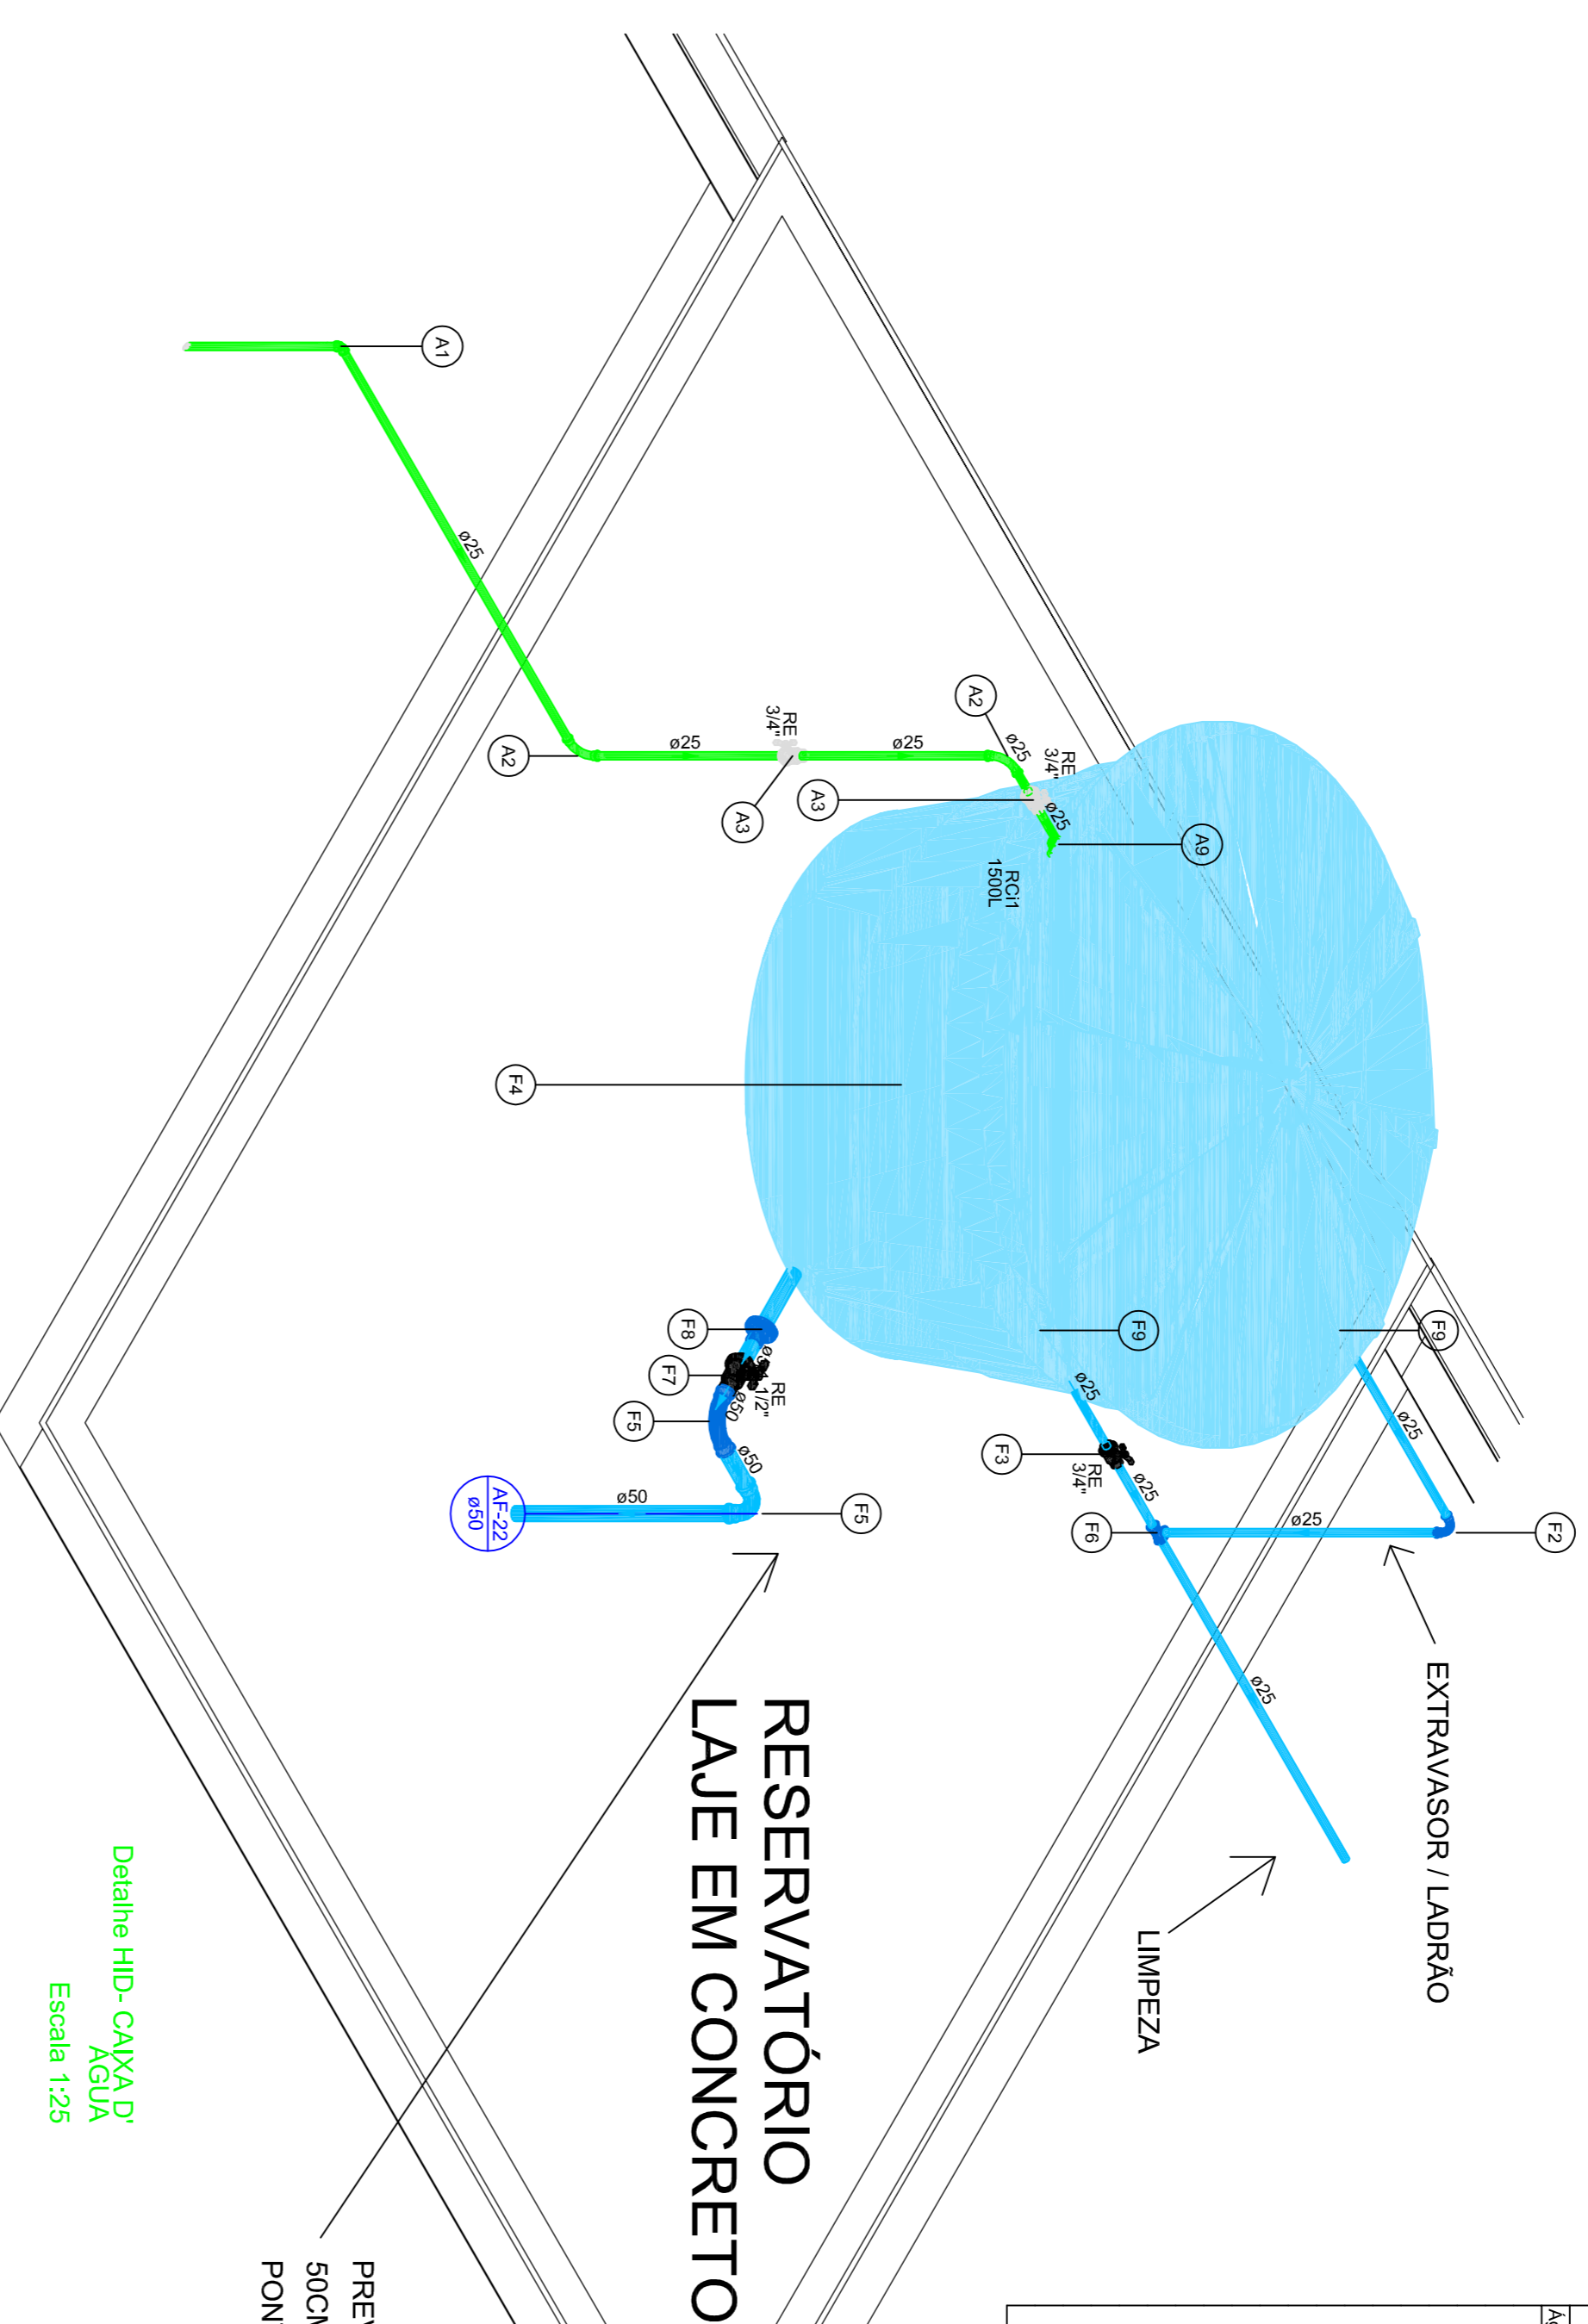 EXTRAVASOR / LADRÃO
LIMPEZA
RESERVATÓRIO
LAJE EM CONCRETO
Detalhe HID- CAIXA D'
ÁGUA
Escala 1:25
A1
ø25
A2
ø25
RE
3/4"
A3
ø25
A2
ø25
RE
3/4"
A3
ø25
A9
RCi1
1500L
F4
F9
F9
F8
F7
RE
1/2"
ø50
F5
ø50
F5
ø50
AF-22
ø50
ø25
F3
RE
3/4"
ø25
F6
ø25
F2
ø25
ø25
50CM